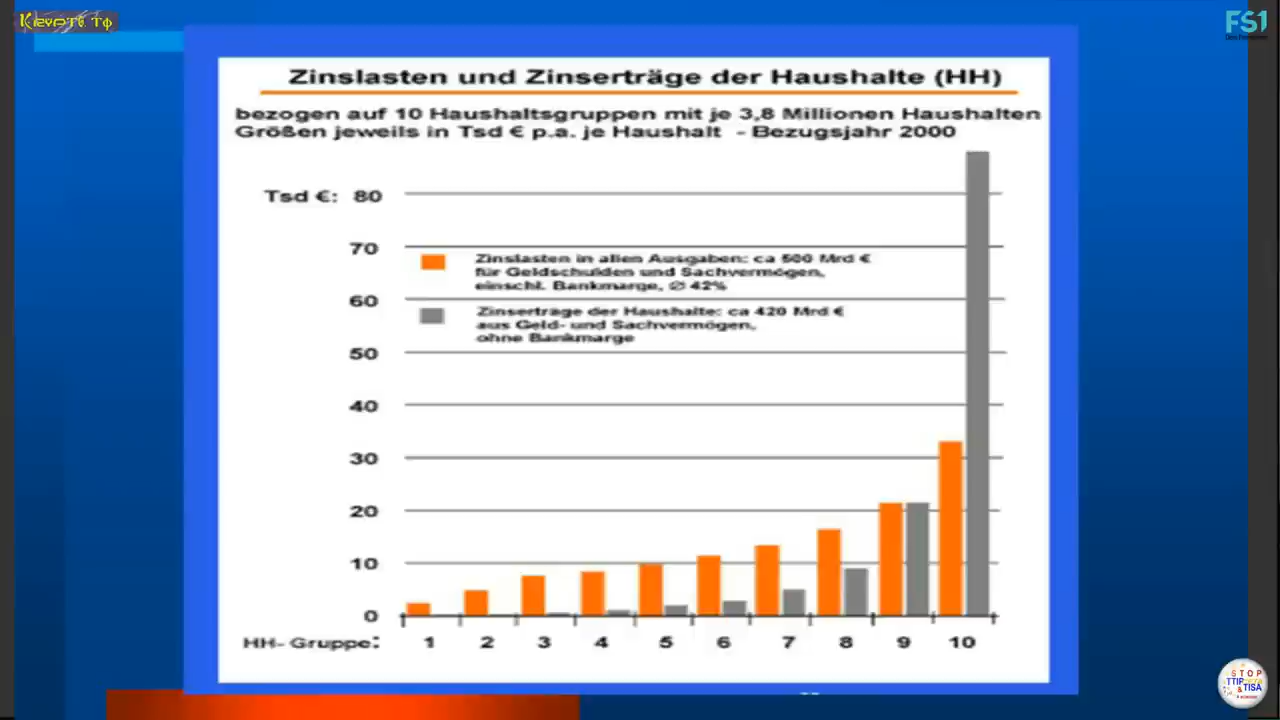 Krypto TV
FS1
Zinslasten und Zinserträge der Haushalte (HH)
bezogen auf 10 Haushaltsgruppen mit je 3,8 Millionen Haushalten
Größen jeweils in Tsd € p.a. je Haushalt - Bezugsjahr 2000
Tsd €: 80
70
Zinslasten in allen Ausgaben: ca 500 Mrd €
für Geldschulden und Sachvermögen,
einschl. Bankmarge, ∅ 42%
60
Zinserträge der Haushalte: ca 420 Mrd €
aus Geld- und Sachvermögen,
ohne Bankmarge
50
40
30
20
10
0
HH- Gruppe: 1 2 3 4 5 6 7 8 9 10
STOP
TTIP
& TISA